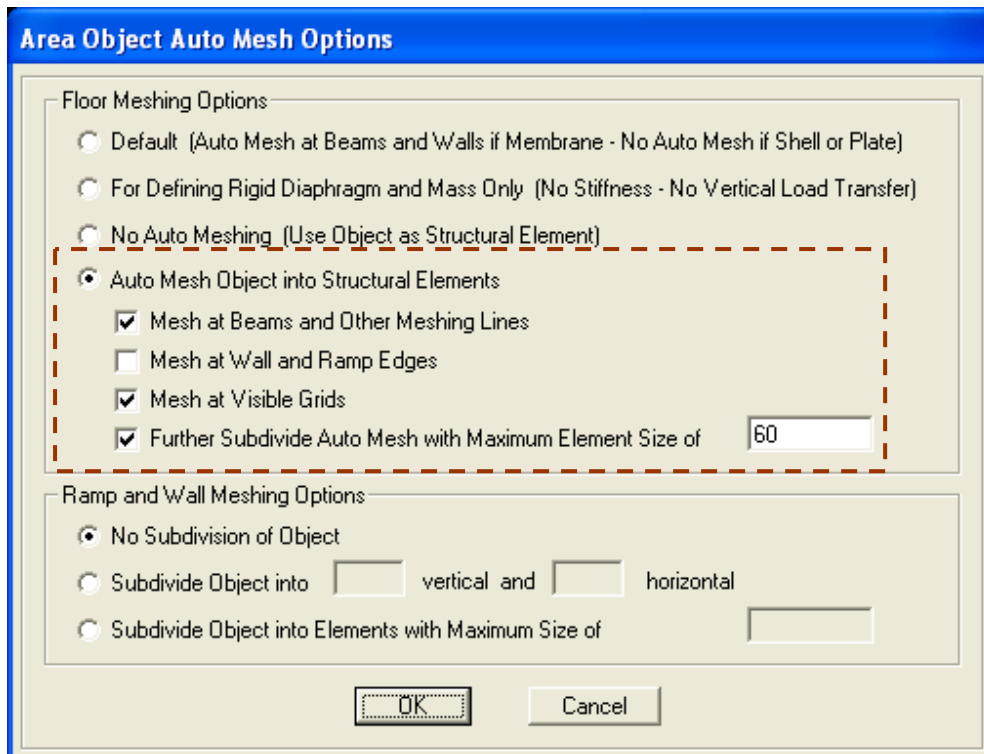 Area Object Auto Mesh Options
Floor Meshing Options
Default (Auto Mesh at Beams and Walls if Membrane - No Auto Mesh if Shell or Plate)
For Defining Rigid Diaphragm and Mass Only (No Stiffness - No Vertical Load Transfer)
No Auto Meshing (Use Object as Structural Element)
Auto Mesh Object into Structural Elements
Mesh at Beams and Other Meshing Lines
Mesh at Wall and Ramp Edges
Mesh at Visible Grids
Further Subdivide Auto Mesh with Maximum Element Size of 60
Ramp and Wall Meshing Options
No Subdivision of Object
Subdivide Object into vertical and horizontal
Subdivide Object into Elements with Maximum Size of
OK Cancel